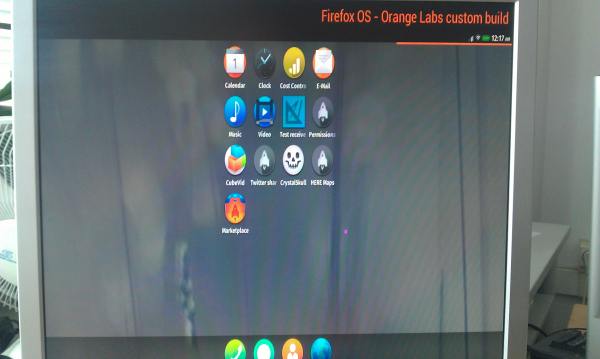 Firefox OS - Orange Labs custom build
12:17 AM
1
Calendar Clock Cost Contro E-Mail
Music Video Test receive Permissions
CubeVid Twitter shar CrystalSkull HERE Maps
Marketplace